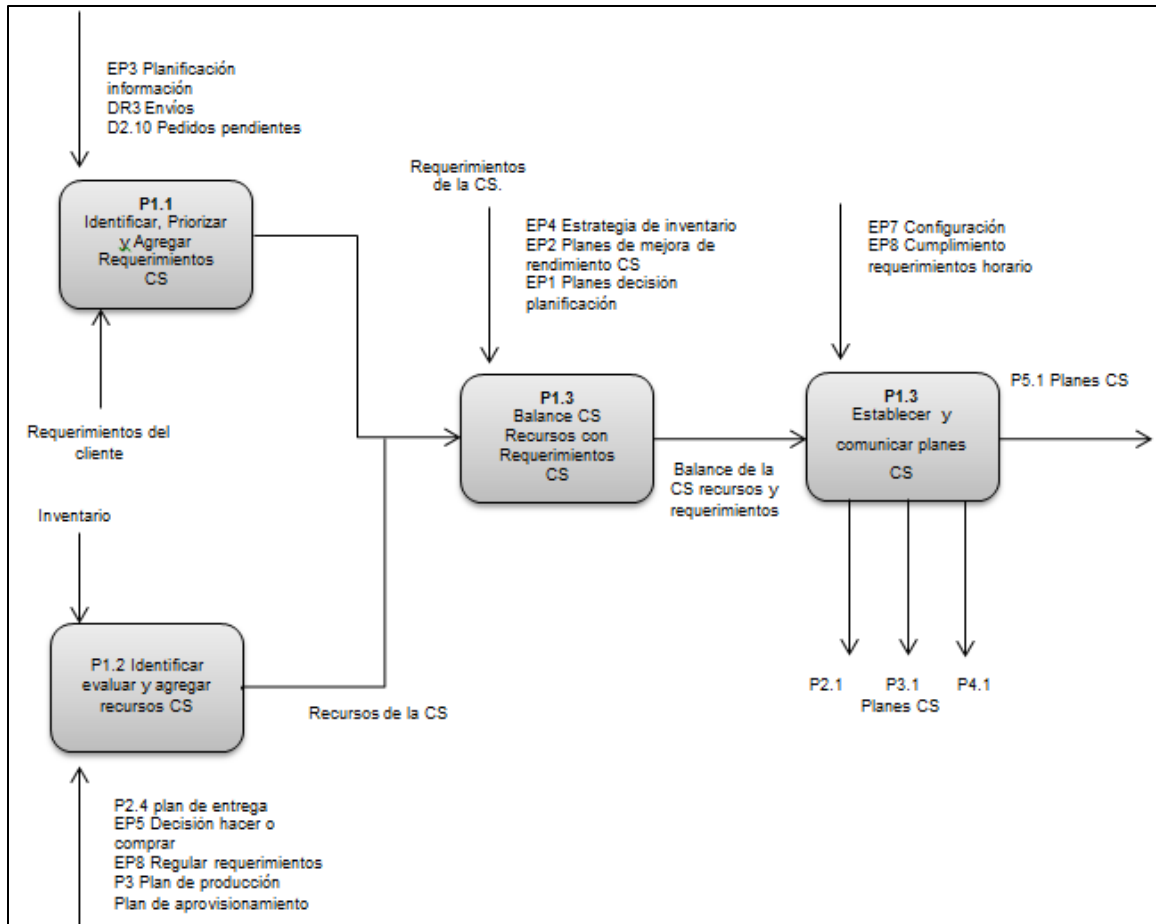 EP3 Planificación
información
DR3 Envíos
D2.10 Pedidos pendientes
P1.1
Identificar, Priorizar
y Agregar
Requerimientos
CS
Requerimientos del
cliente
Inventario
P1.2 Identificar
evaluar y agregar
recursos CS
Recursos de la CS
P2.4 plan de entrega
EP5 Decisión hacer o
comprar
EP8 Regular requerimientos
P3 Plan de producción
Plan de aprovisionamiento
Requerimientos
de la CS.
EP4 Estrategia de inventario
EP2 Planes de mejora de
rendimiento CS
EP1 Planes decisión
planificación
P1.3
Balance CS
Recursos con
Requerimientos
CS
Balance de la
CS recursos y
requerimientos
EP7 Configuración
EP8 Cumplimiento
requerimientos horario
P1.3
Establecer y
comunicar planes
CS
P5.1 Planes CS
P2.1 P3.1 P4.1
Planes CS